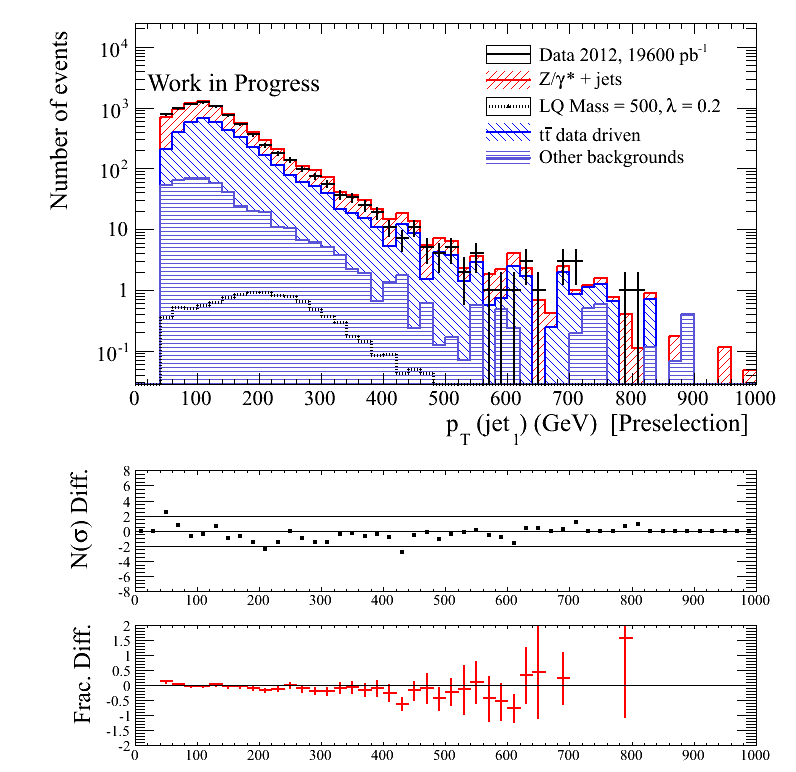 Number of events
10⁴
10³
10²
10
1
10⁻¹
Work in Progress
Data 2012, 19600 pb⁻¹
Z/γ* + jets
LQ Mass = 500, λ = 0.2
tt̅ data driven
Other backgrounds
0 100 200 300 400 500 600 700 800 900 1000
p_T (jet_1) (GeV) [Preselection]
N(σ) Diff.
8
6
4
2
0
-2
-4
-6
-8
0 100 200 300 400 500 600 700 800 900 1000
Frac. Diff.
2
1.5
1
0.5
0
-0.5
-1
-1.5
-2
0 100 200 300 400 500 600 700 800 900 1000